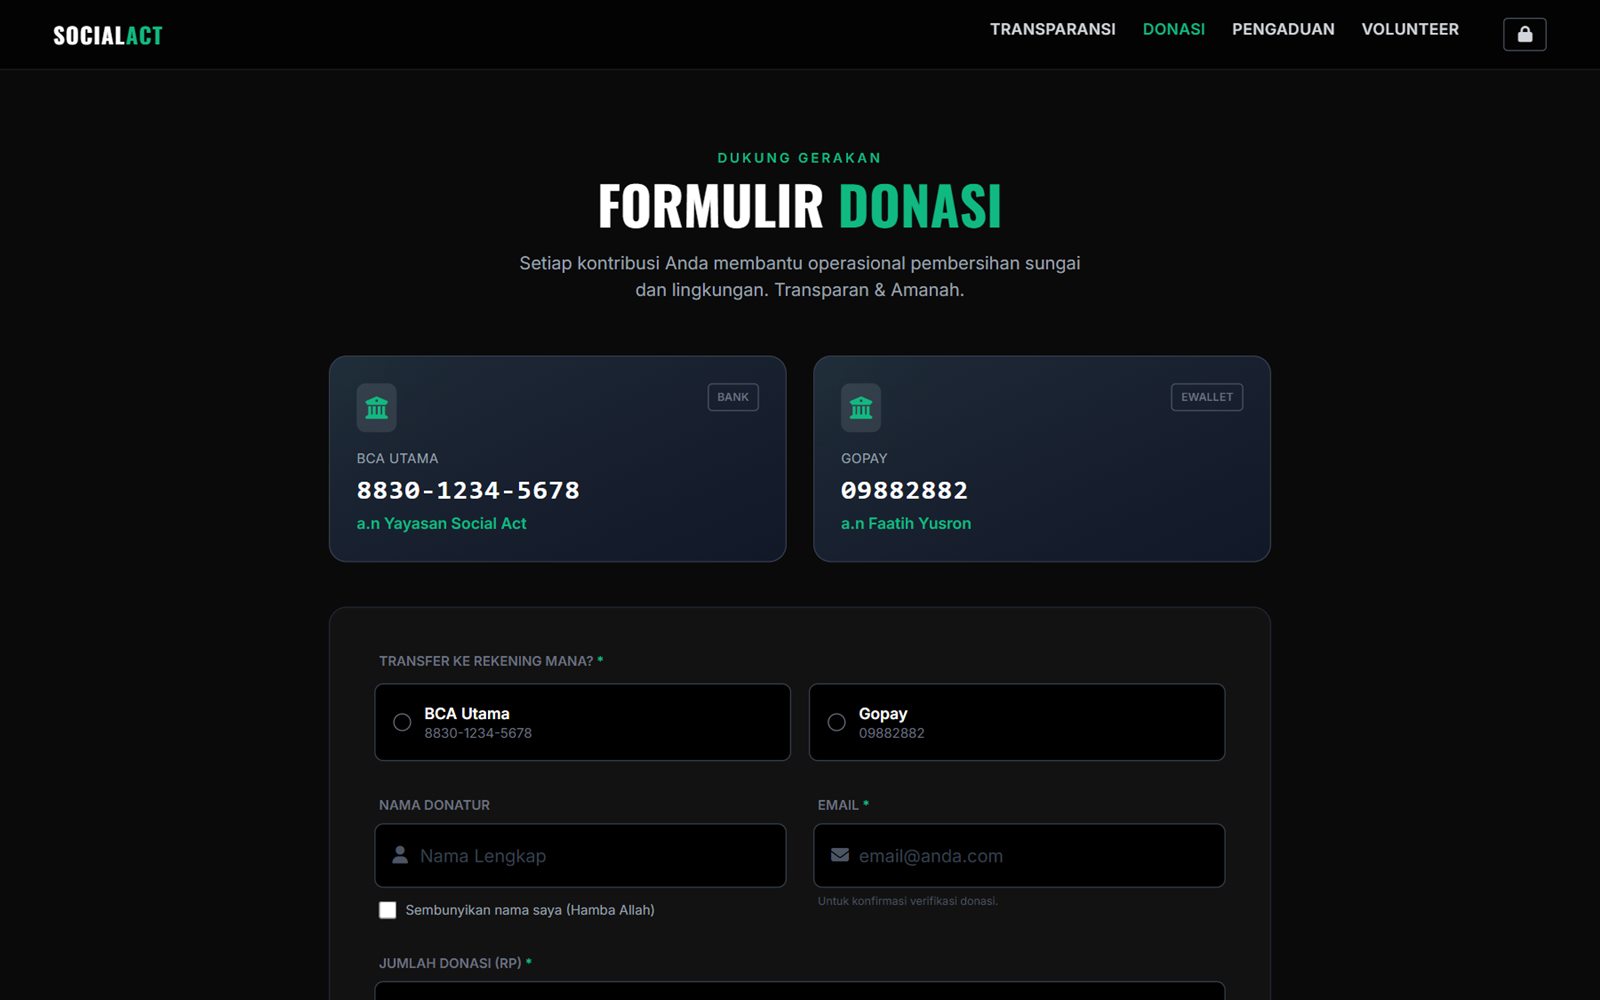 SOCIALACT
TRANSPARANSI DONASI PENGADUAN VOLUNTEER
DUKUNG GERAKAN
FORMULIR DONASI
Setiap kontribusi Anda membantu operasional pembersihan sungai
dan lingkungan. Transparan & Amanah.
BANK
BCA UTAMA
8830-1234-5678
a.n Yayasan Social Act
EWALLET
GOPAY
09882882
a.n Faatih Yusron
TRANSFER KE REKENING MANA? *
BCA Utama
8830-1234-5678
Gopay
09882882
NAMA DONATUR
Nama Lengkap
Sembunyikan nama saya (Hamba Allah)
EMAIL *
email@anda.com
Untuk konfirmasi verifikasi donasi.
JUMLAH DONASI (RP) *